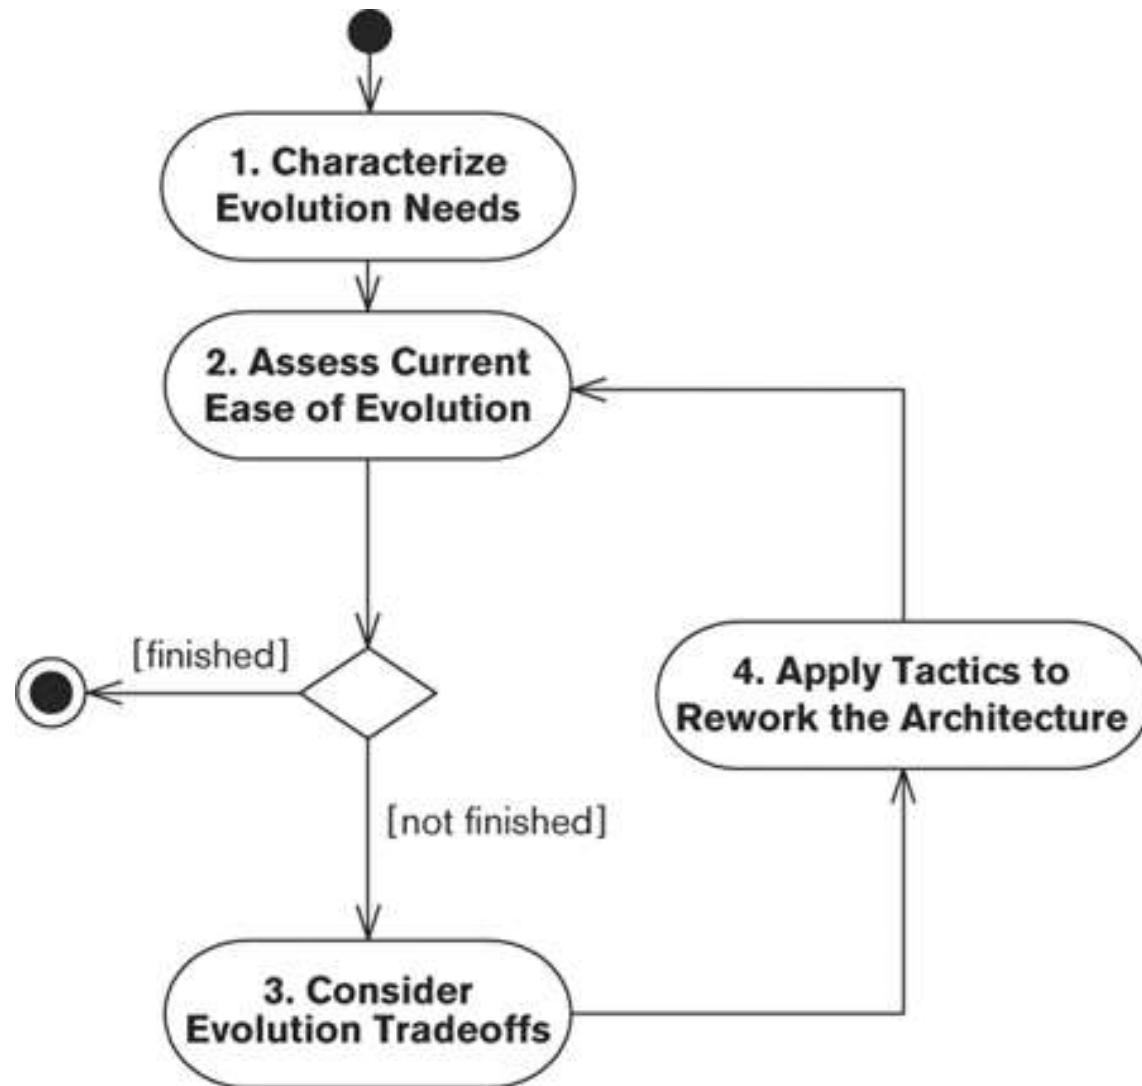 1. Characterize
Evolution Needs
2. Assess Current
Ease of Evolution
[finished]
4. Apply Tactics to
Rework the Architecture
[not finished]
3. Consider
Evolution Tradeoffs